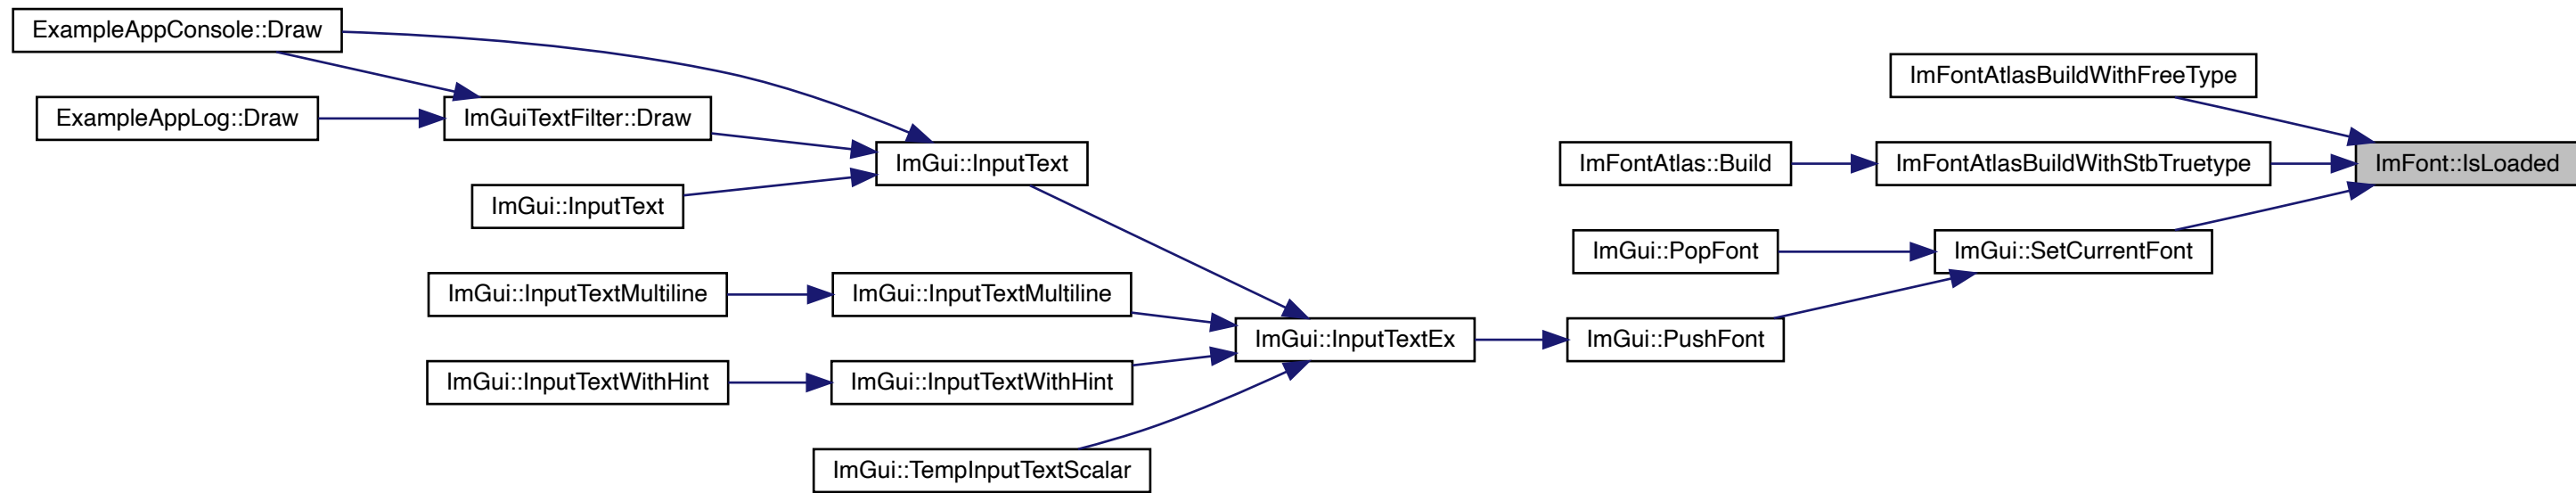 ExampleAppConsole::Draw
ImFontAtlasBuildWithFreeType
ExampleAppLog::Draw
ImGuiTextFilter::Draw
ImGui::InputText
ImFontAtlas::Build
ImFontAtlasBuildWithStbTruetype
ImFont::IsLoaded
ImGui::InputText
ImGui::PopFont
ImGui::SetCurrentFont
ImGui::InputTextMultiline
ImGui::InputTextMultiline
ImGui::InputTextEx
ImGui::PushFont
ImGui::InputTextWithHint
ImGui::InputTextWithHint
ImGui::TempInputTextScalar